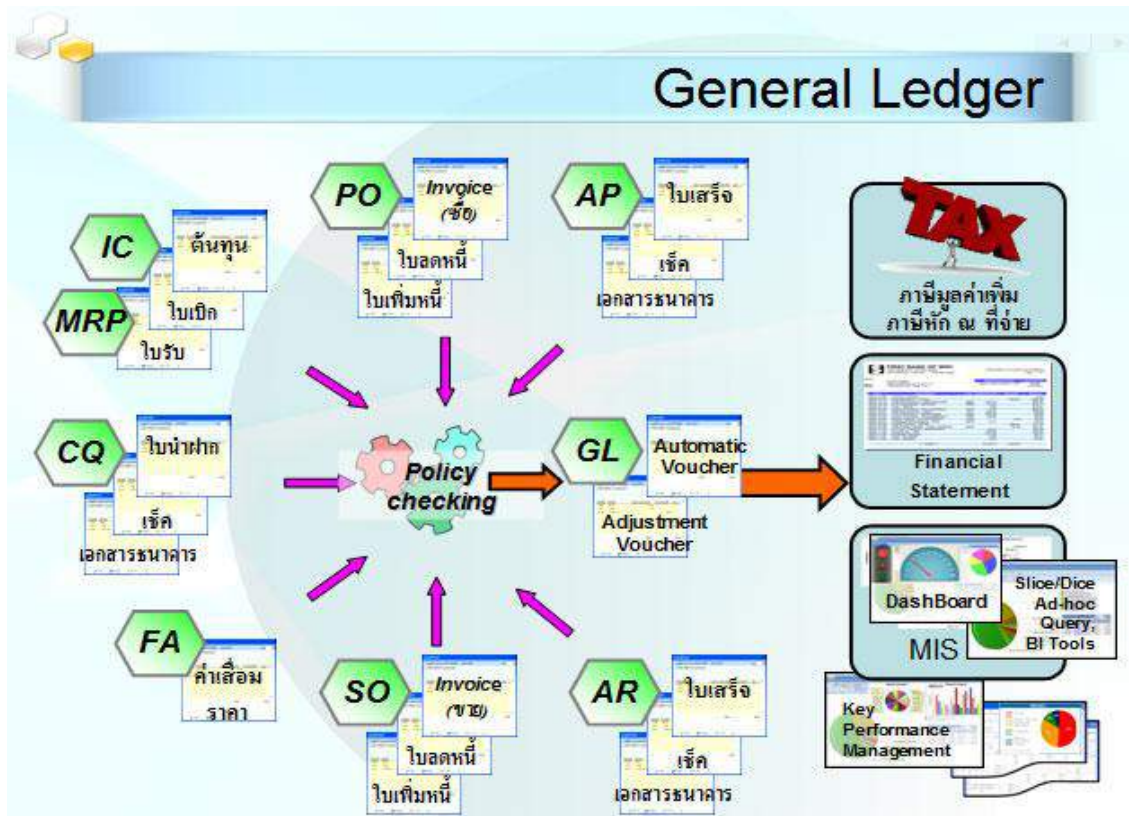 General Ledger
PO
Invoice
(ซื้อ)
ใบลดหนี้
ใบเพิ่มหนี้
AP
ใบเสร็จ
เช็ค
เอกสารธนาคาร
IC
ต้นทุน
MRP
ใบเบิก
ใบรับ
TAX
ภาษีมูลค่าเพิ่ม
ภาษีหัก ณ ที่จ่าย
CQ
ใบนำฝาก
เช็ค
เอกสารธนาคาร
Policy
checking
GL
Automatic
Voucher
Adjustment
Voucher
Financial
Statement
FA
ค่าเสื่อม
ราคา
SO
Invoice
(ขาย)
ใบลดหนี้
ใบเพิ่มหนี้
AR
ใบเสร็จ
เช็ค
เอกสารธนาคาร
DashBoard
Slice/Dice
Ad-hoc
Query,
BI Tools
MIS
Key
Performance
Management